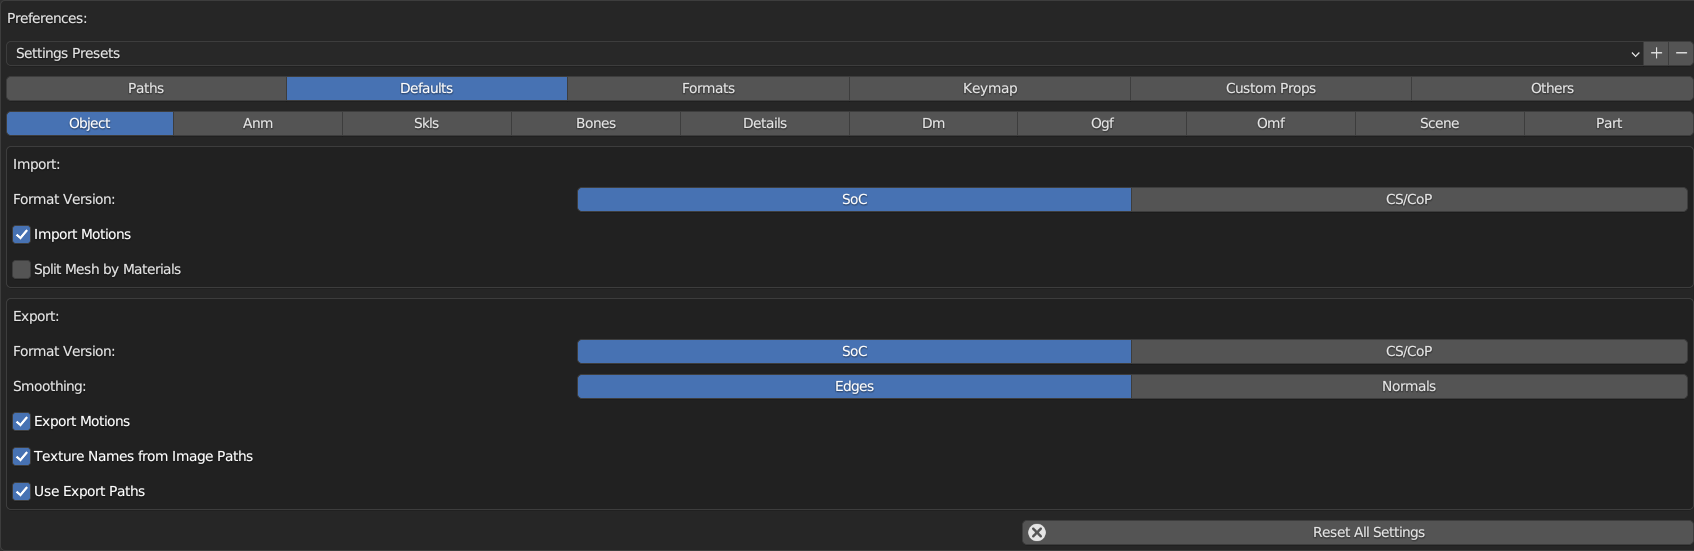 Preferences:
Settings Presets
Paths Defaults Formats Keymap Custom Props Others
Object Anm Skls Bones Details Dm Ogf Omf Scene Part
Import:
Format Version: SoC CS/CoP
Import Motions
Split Mesh by Materials
Export:
Format Version: SoC CS/CoP
Smoothing: Edges Normals
Export Motions
Texture Names from Image Paths
Use Export Paths
Reset All Settings